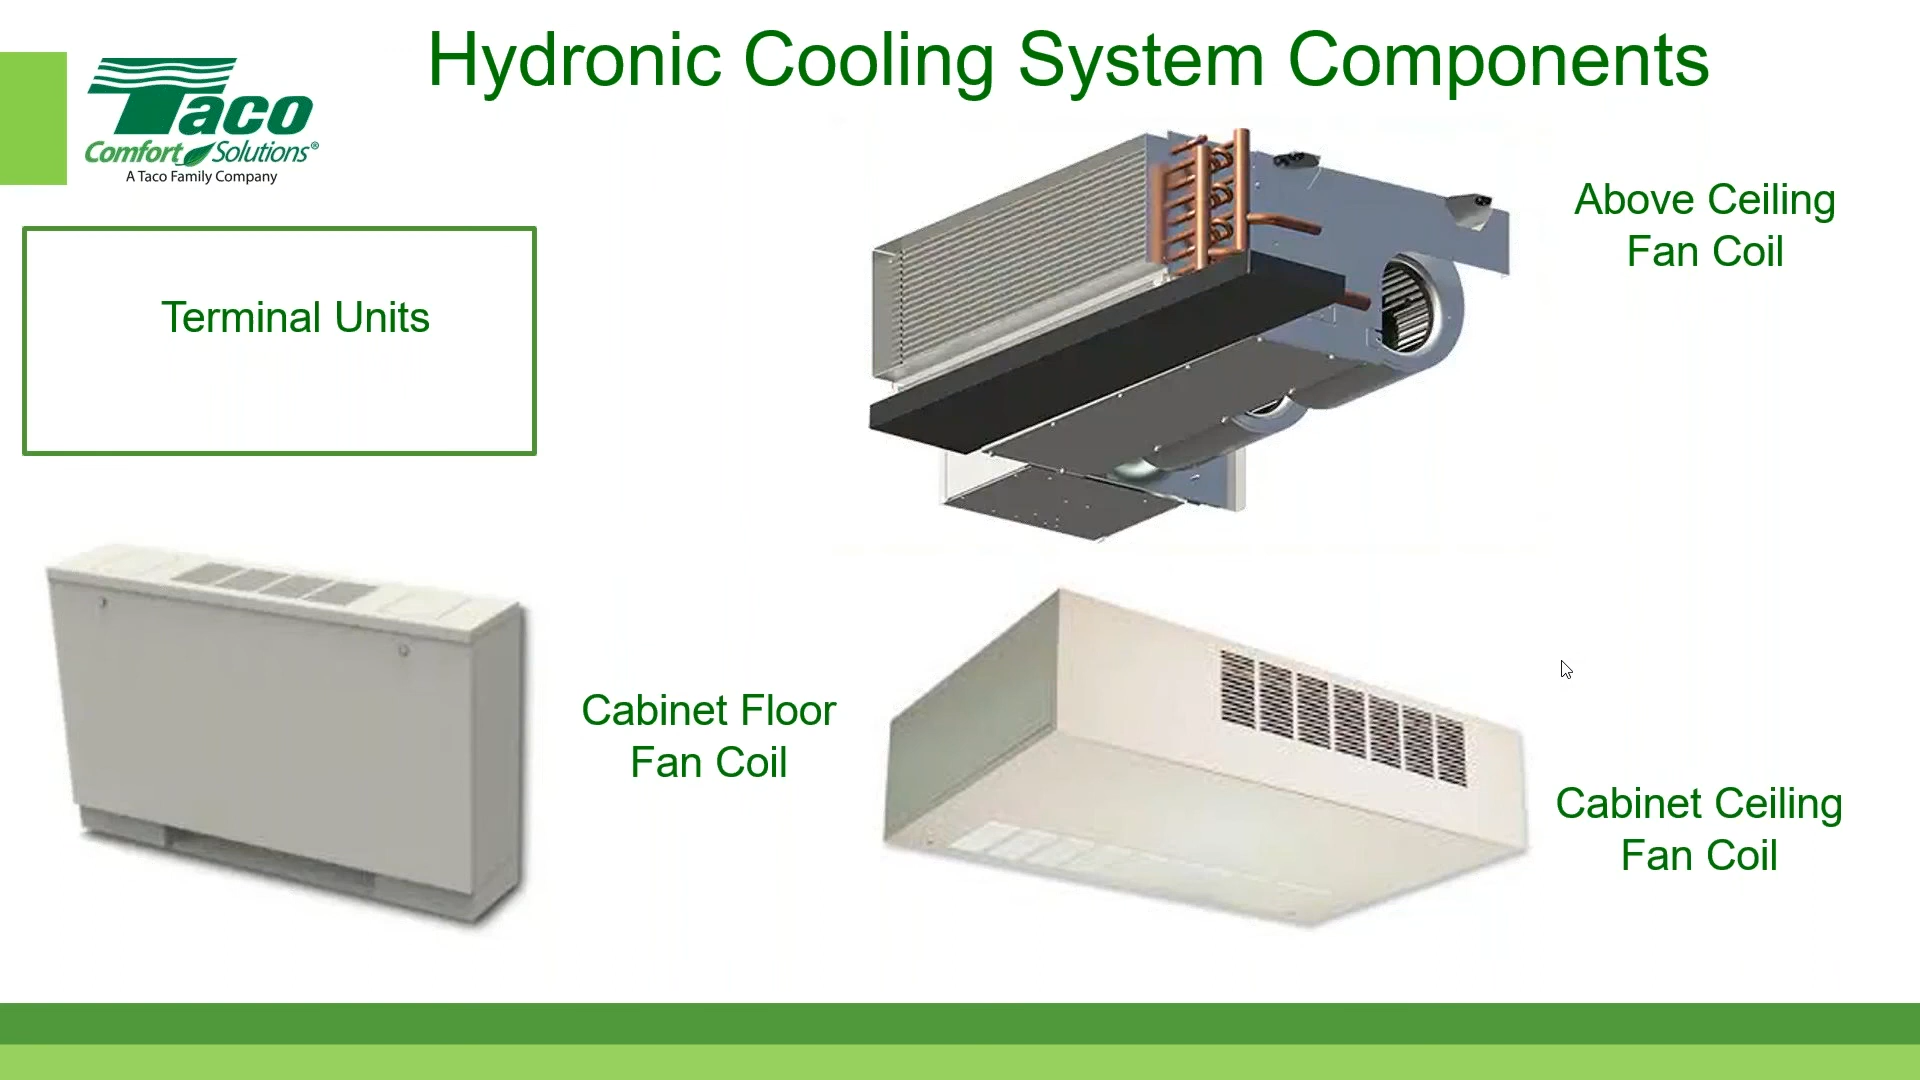 Hydronic Cooling System Components
Taco
Comfort Solutions®
A Taco Family Company
Terminal Units
Above Ceiling
Fan Coil
Cabinet Floor
Fan Coil
Cabinet Ceiling
Fan Coil